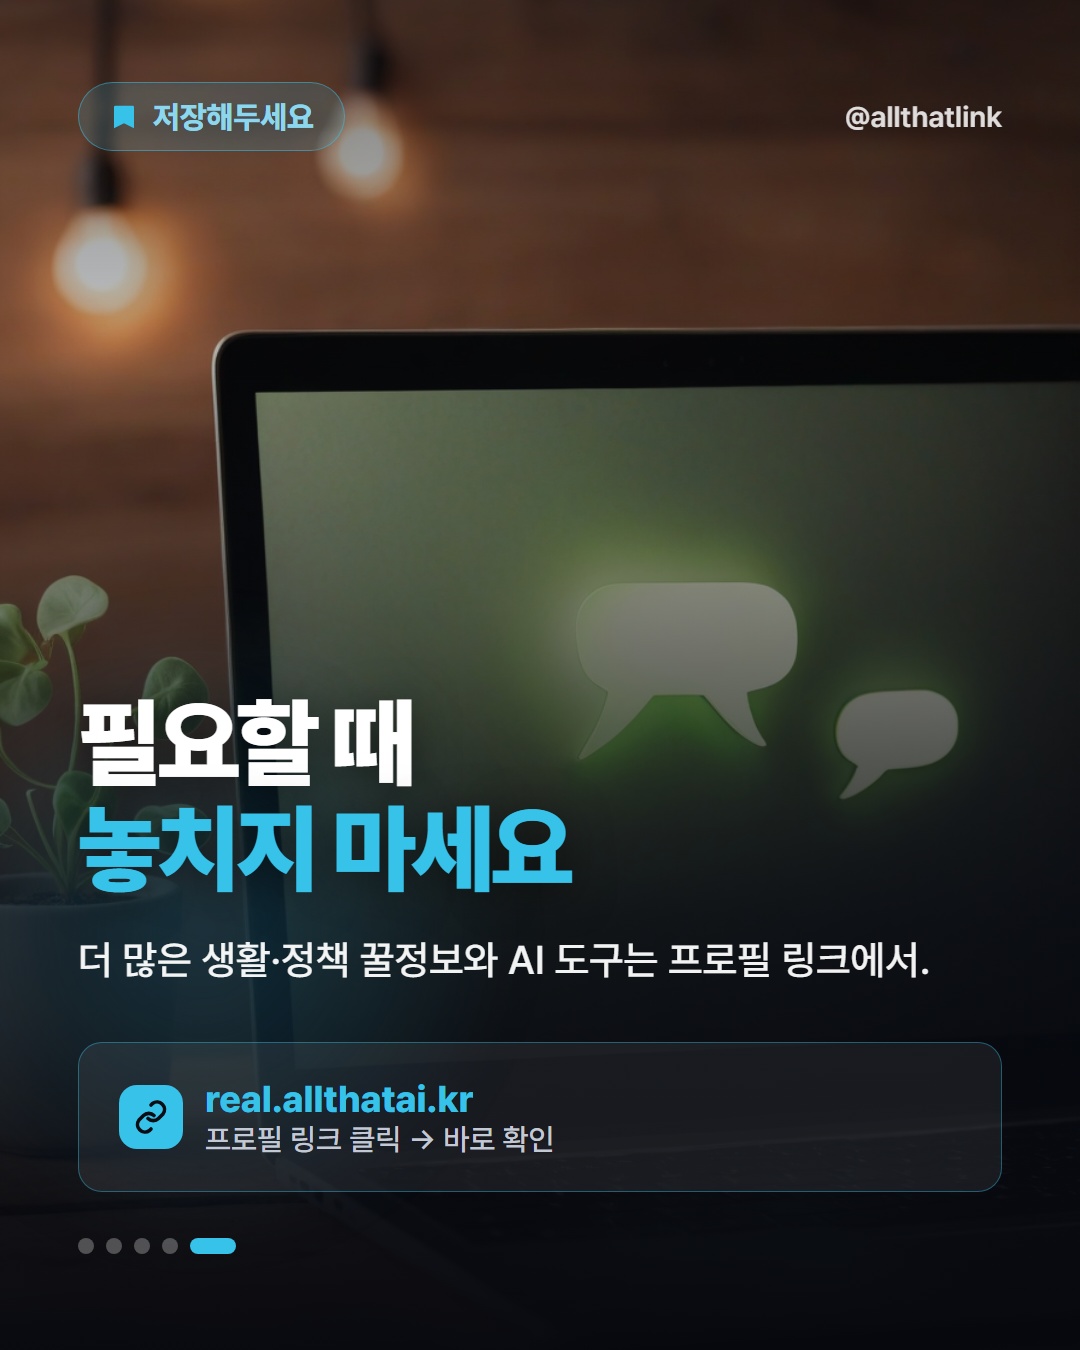 저장해두세요
@allthatlink
필요할 때
놓치지 마세요
더 많은 생활·정책 꿀정보와 AI 도구는 프로필 링크에서.
real.allthatai.kr
프로필 링크 클릭 → 바로 확인